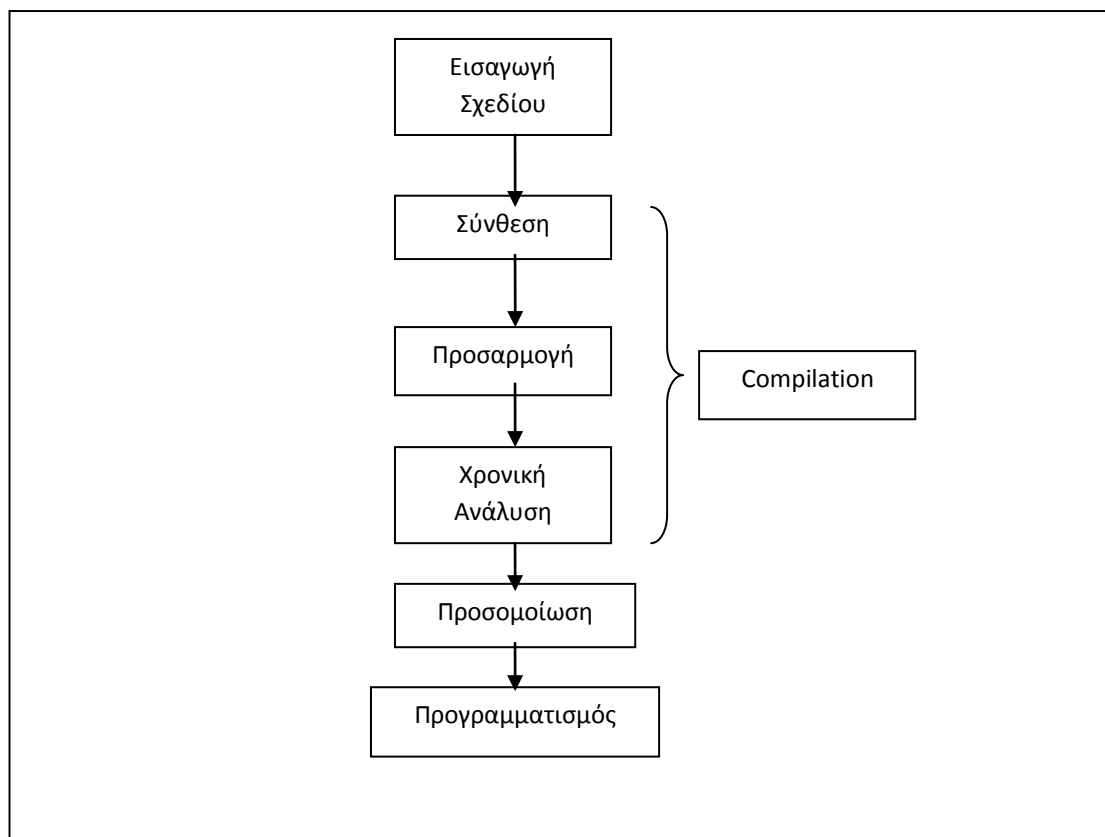 Εισαγωγή
Σχεδίου
Σύνθεση
Προσαρμογή
Compilation
Χρονική
Ανάλυση
Προσομοίωση
Προγραμματισμός